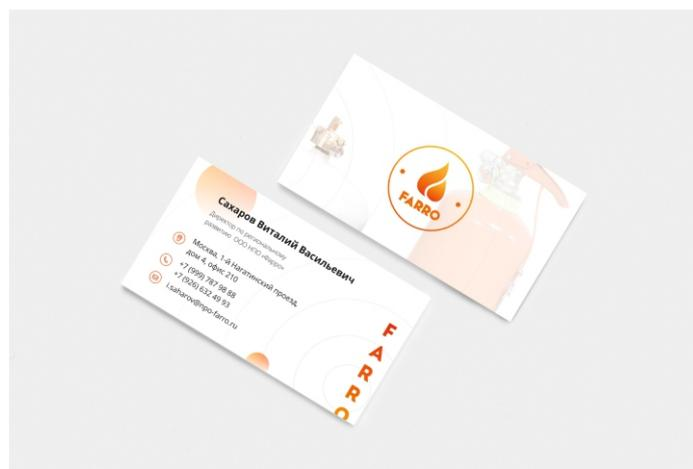 FARRO
Сахаров Виталий Васильевич
Директор по региональному
развитию ООО НПО «Фарро»
Москва, 1-й Нагатинский проезд,
дом 4, офис 210
+7 (999) 787 98 88
+7 (926) 632 49 93
i.saharov@npo-farro.ru
FARRO